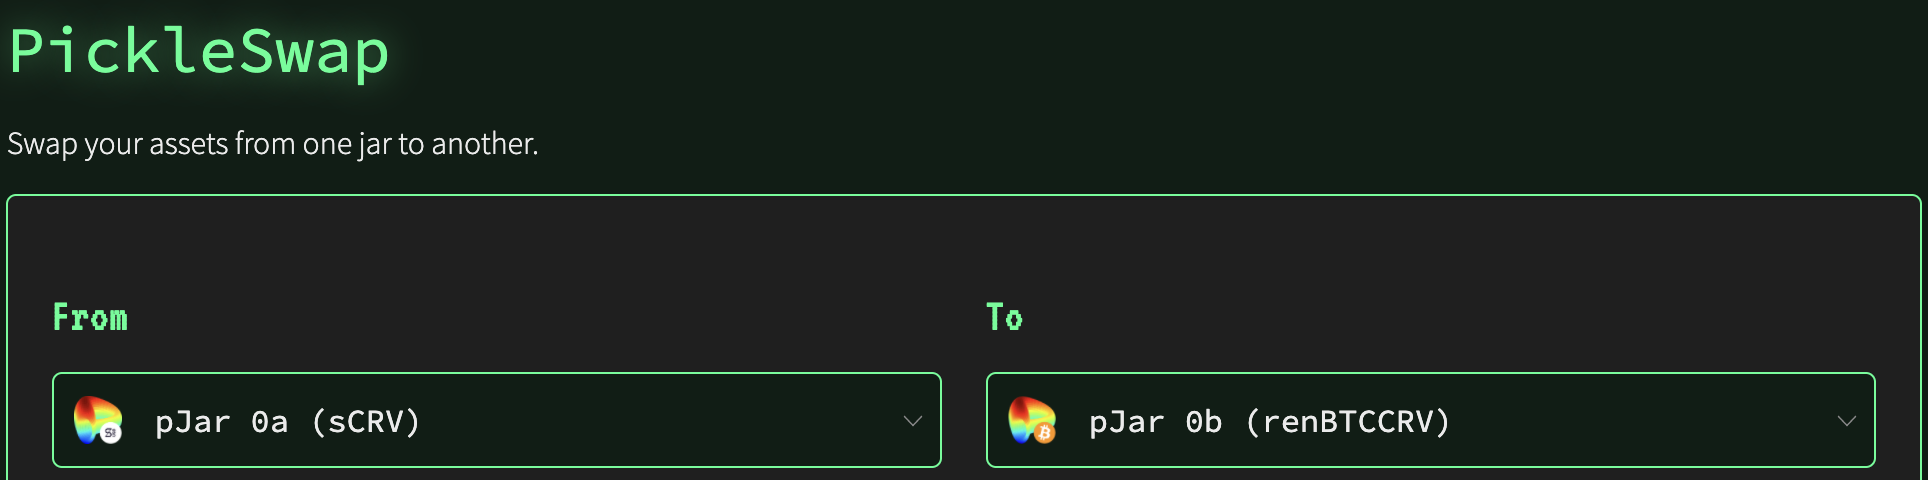 PickleSwap
Swap your assets from one jar to another.
From
To
pJar 0a (sCRV)
pJar 0b (renBTCCRV)